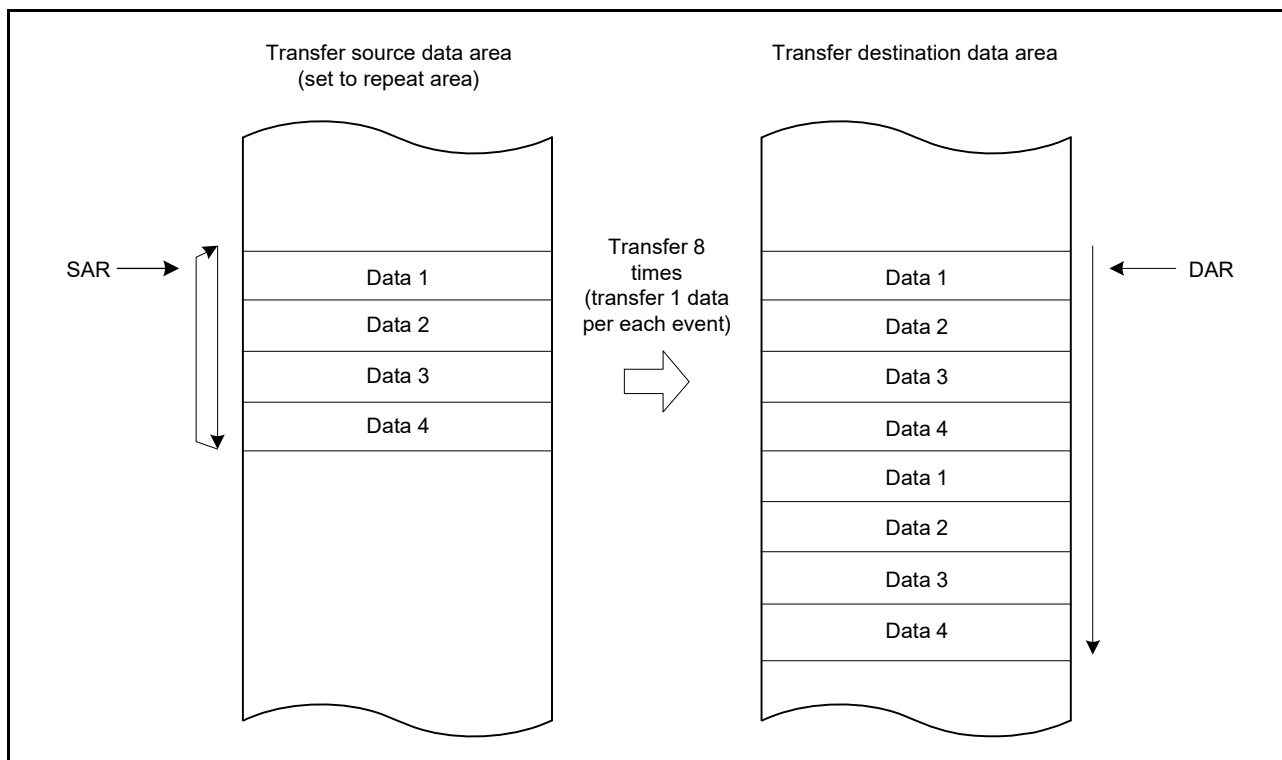 Transfer source data area
(set to repeat area)
Transfer destination data area
SAR
Data 1
Data 2
Data 3
Data 4
Transfer 8
times
(transfer 1 data
per each event)
Data 1
Data 2
Data 3
Data 4
Data 1
Data 2
Data 3
Data 4
DAR